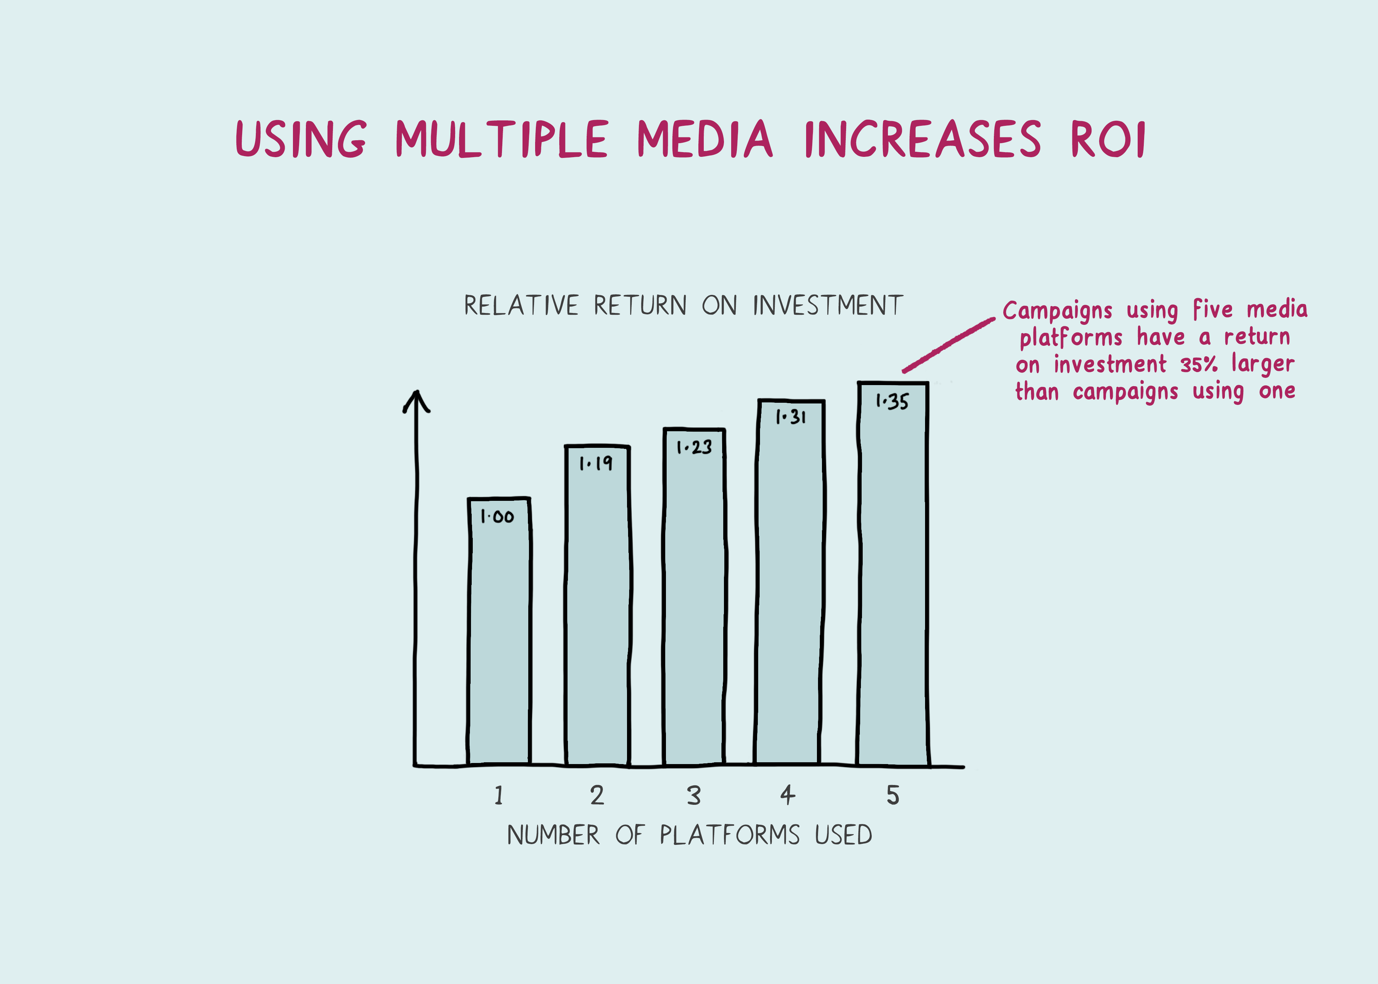 USING MULTIPLE MEDIA INCREASES ROI
RELATIVE RETURN ON INVESTMENT
Campaigns using five media
platforms have a return
on investment 35% larger
than campaigns using one
1·00
1·19
1·23
1·31
1·35
1 2 3 4 5
NUMBER OF PLATFORMS USED